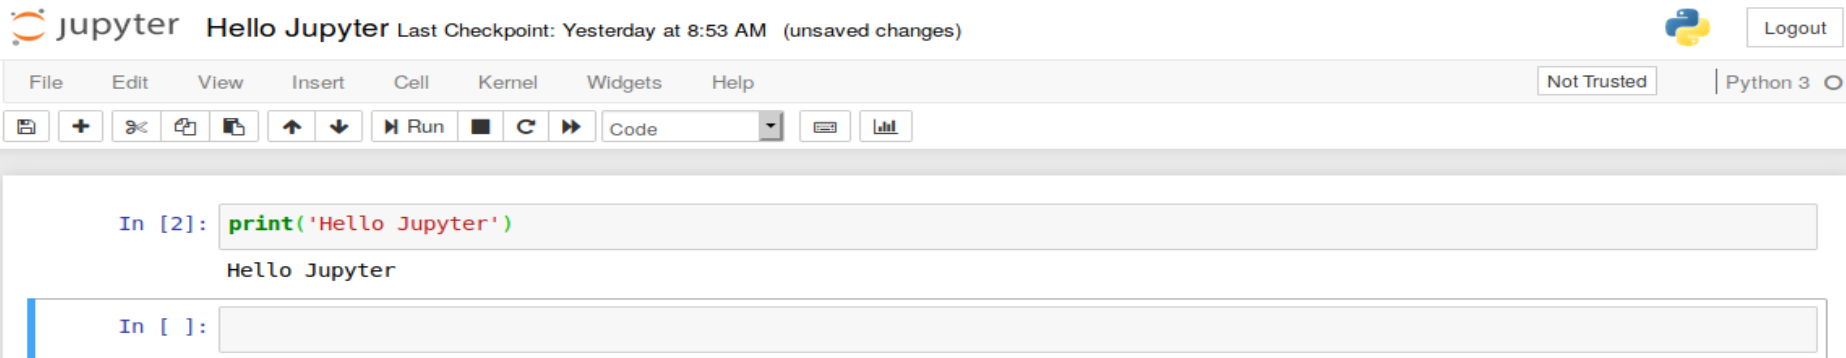 jupyter Hello Jupyter Last Checkpoint: Yesterday at 8:53 AM (unsaved changes) Logout
File Edit View Insert Cell Kernel Widgets Help Not Trusted Python 3
Run Code
In [2]: print('Hello Jupyter')
Hello Jupyter
In [ ]: